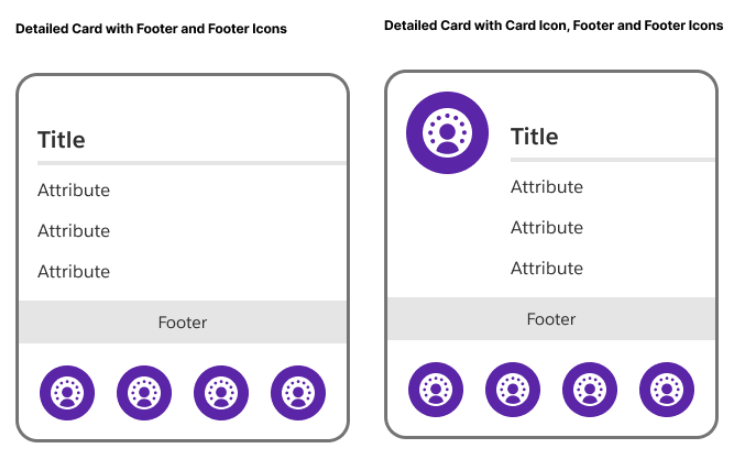 Detailed Card with Footer and Footer Icons
Title
Attribute
Attribute
Attribute
Footer
Detailed Card with Card Icon, Footer and Footer Icons
Title
Attribute
Attribute
Attribute
Footer